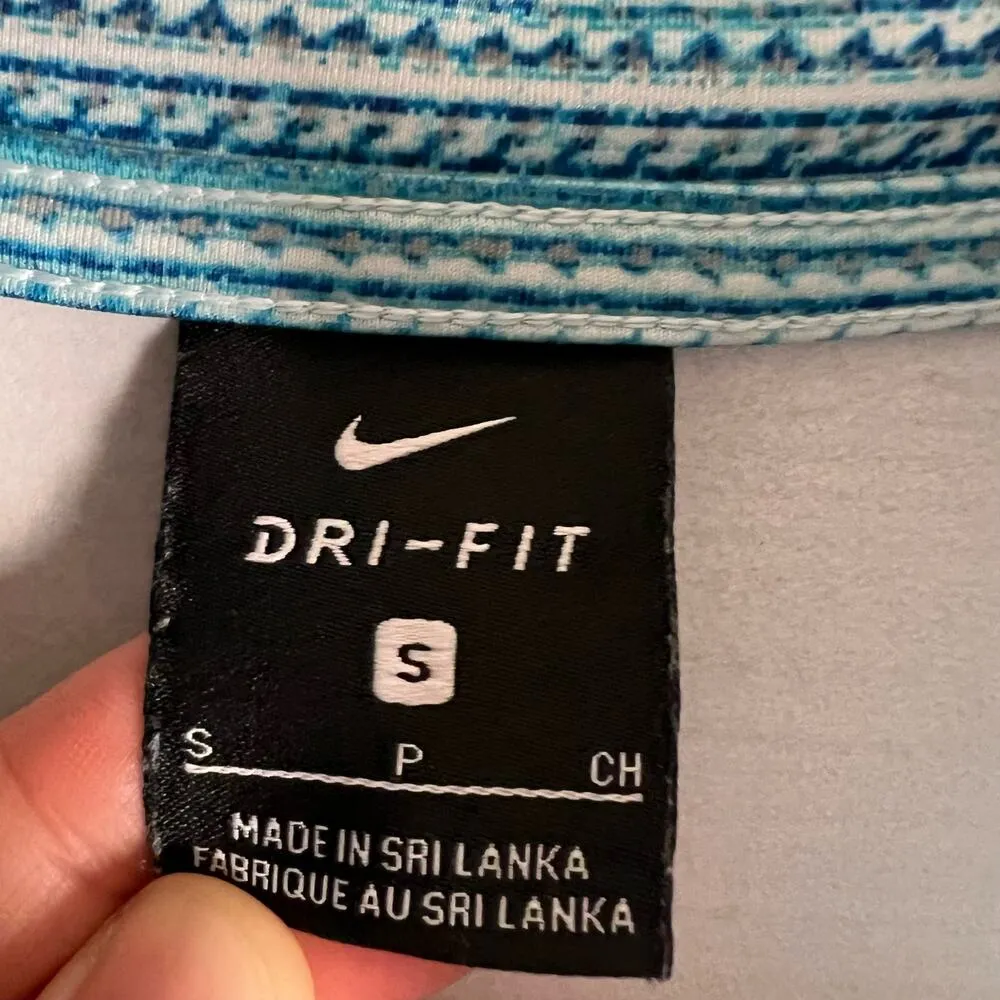 DRI-FIT
S
S P CH
MADE IN SRI LANKA
FABRIQUE AU SRI LANKA